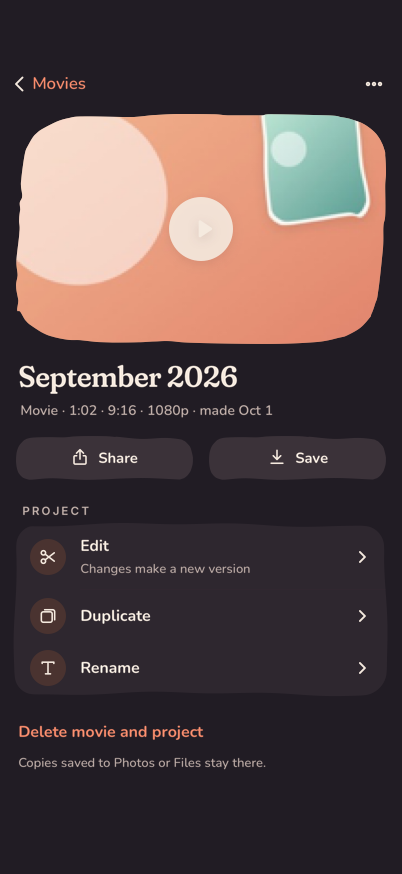 Movies
September 2026
Movie · 1:02 · 9:16 · 1080p · made Oct 1
Share
Save
PROJECT
Edit
Changes make a new version
Duplicate
Rename
Delete movie and project
Copies saved to Photos or Files stay there.